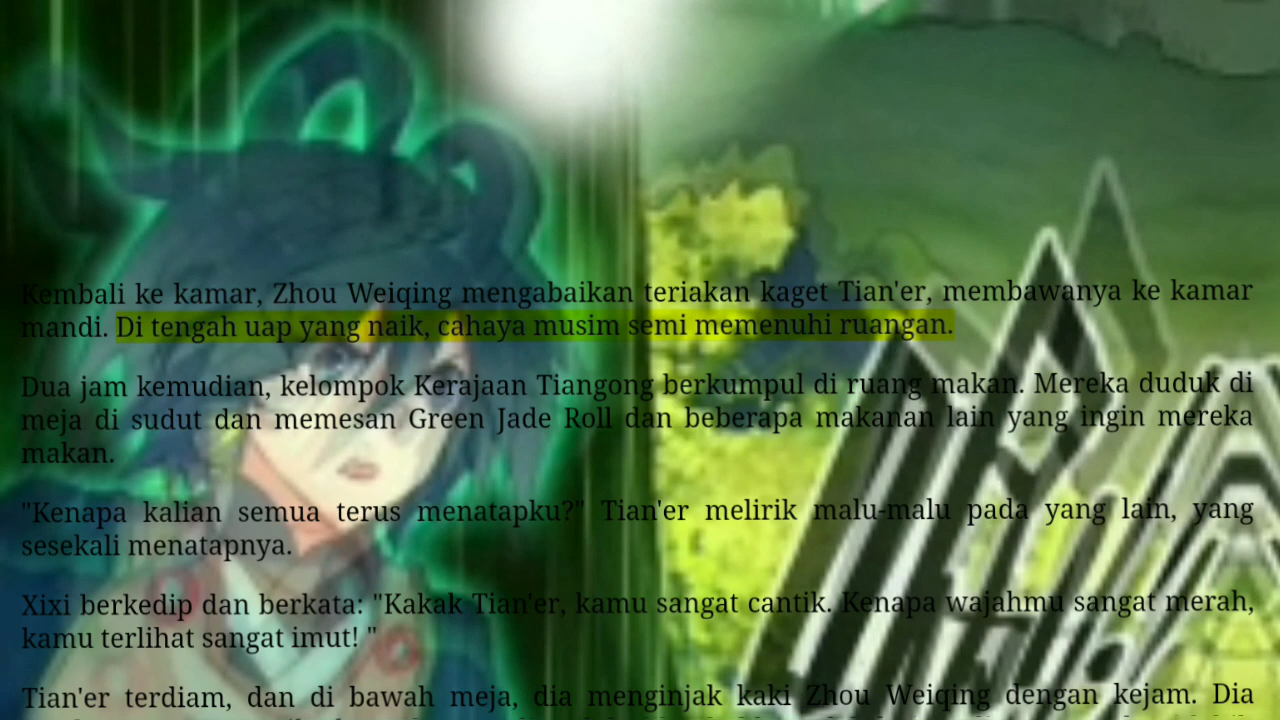 Kembali ke kamar, Zhou Weiqing mengabaikan teriakan kaget Tian'er, membawanya ke kamar
mandi. Di tengah uap yang naik, cahaya musim semi memenuhi ruangan.
Dua jam kemudian, kelompok Kerajaan Tiangong berkumpul di ruang makan. Mereka duduk di
meja di sudut dan memesan Green Jade Roll dan beberapa makanan lain yang ingin mereka
makan.
"Kenapa kalian semua terus menatapku?" Tian'er melirik malu-malu pada yang lain, yang
sesekali menatapnya.
Xixi berkedip dan berkata: "Kakak Tian'er, kamu sangat cantik. Kenapa wajahmu sangat merah,
kamu terlihat sangat imut! "
Tian'er terdiam, dan di bawah meja, dia menginjak kaki Zhou Weiqing dengan kejam. Dia